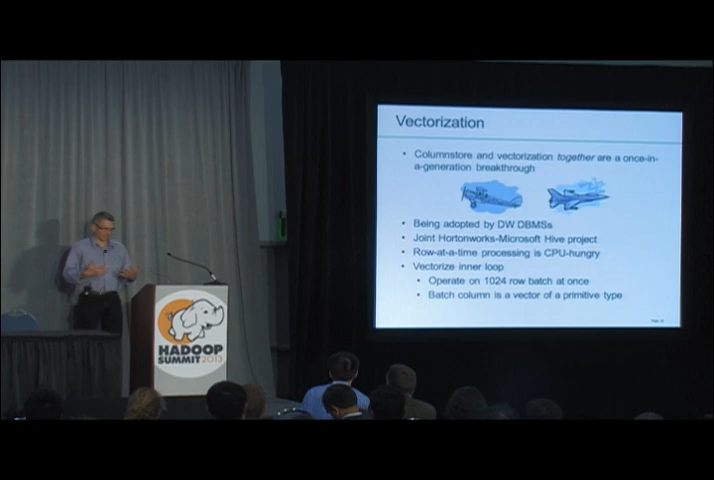 Vectorization
• Columnstore and vectorization together are a once-in-
a-generation breakthrough
• Being adopted by DW DBMSs
• Joint Hortonworks-Microsoft Hive project
• Row-at-a-time processing is CPU-hungry
• Vectorize inner loop
• Operate on 1024 row batch at once
• Batch column is a vector of a primitive type
HADOOP
SUMMIT 2013